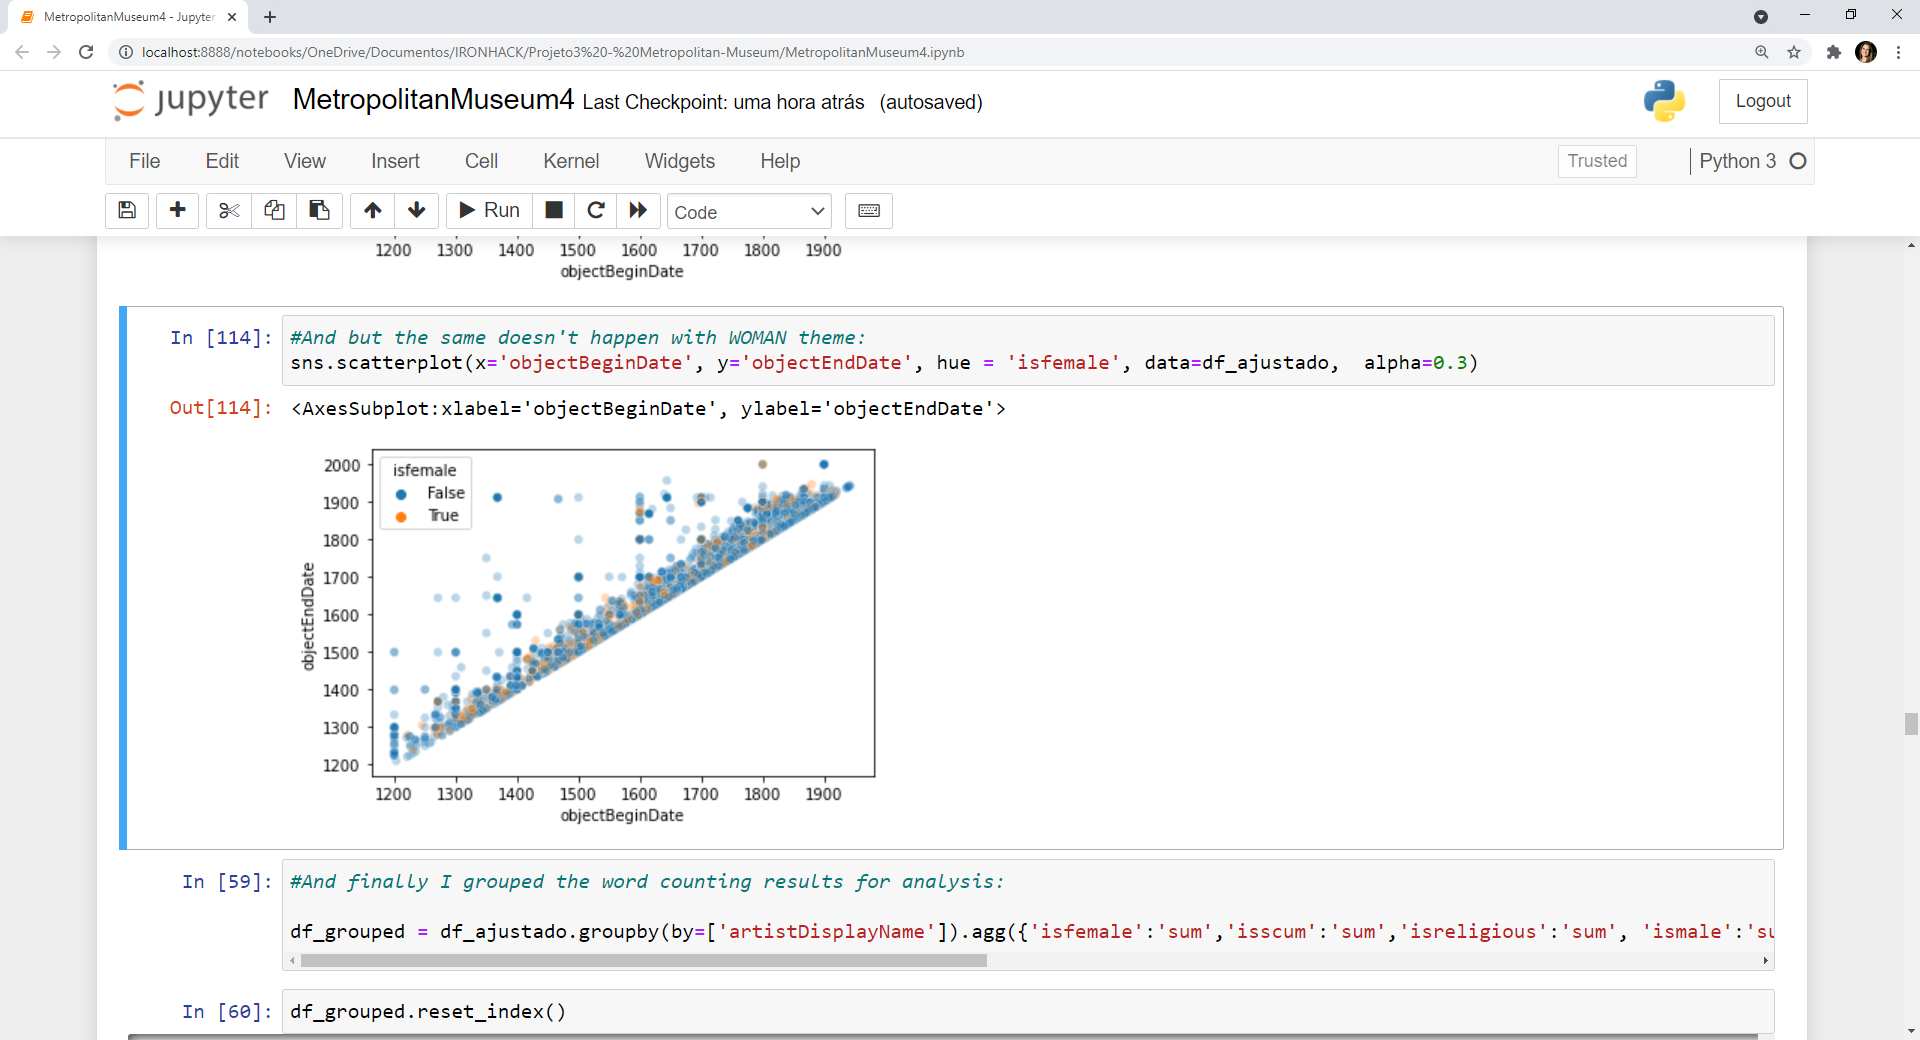 MetropolitanMuseum4 - Jupyter
localhost:8888/notebooks/OneDrive/Documentos/IRONHACK/Projeto3%20-%20Metropolitan-Museum/MetropolitanMuseum4.ipynb
jupyter MetropolitanMuseum4 Last Checkpoint: uma hora atrás (autosaved) Logout
File Edit View Insert Cell Kernel Widgets Help Trusted Python 3
Run Code
1200 1300 1400 1500 1600 1700 1800 1900
objectBeginDate
In [114]: #And but the same doesn't happen with WOMAN theme:
sns.scatterplot(x='objectBeginDate', y='objectEndDate', hue = 'isfemale', data=df_ajustado,  alpha=0.3)
Out[114]: <AxesSubplot:xlabel='objectBeginDate', ylabel='objectEndDate'>
isfemale
False
True
2000
1900
1800
1700
1600
1500
1400
1300
1200
objectEndDate
1200 1300 1400 1500 1600 1700 1800 1900
objectBeginDate
In [59]: #And finally I grouped the word counting results for analysis:
df_grouped = df_ajustado.groupby(by=['artistDisplayName']).agg({'isfemale':'sum','isscum':'sum','isreligious':'sum', 'ismale':'su
In [60]: df_grouped.reset_index()